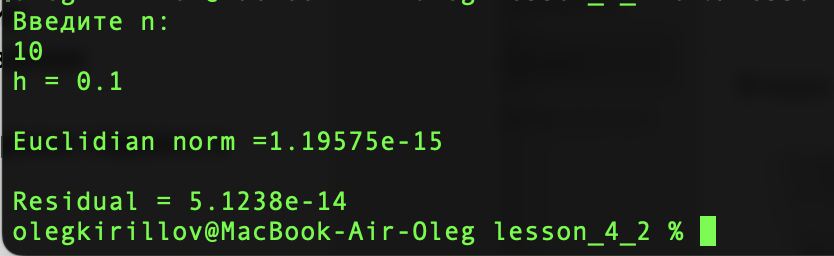 Введите n:
10
h = 0.1
Euclidian norm =1.19575e-15
Residual = 5.1238e-14
olegkirillov@MacBook-Air-Oleg lesson_4_2 %